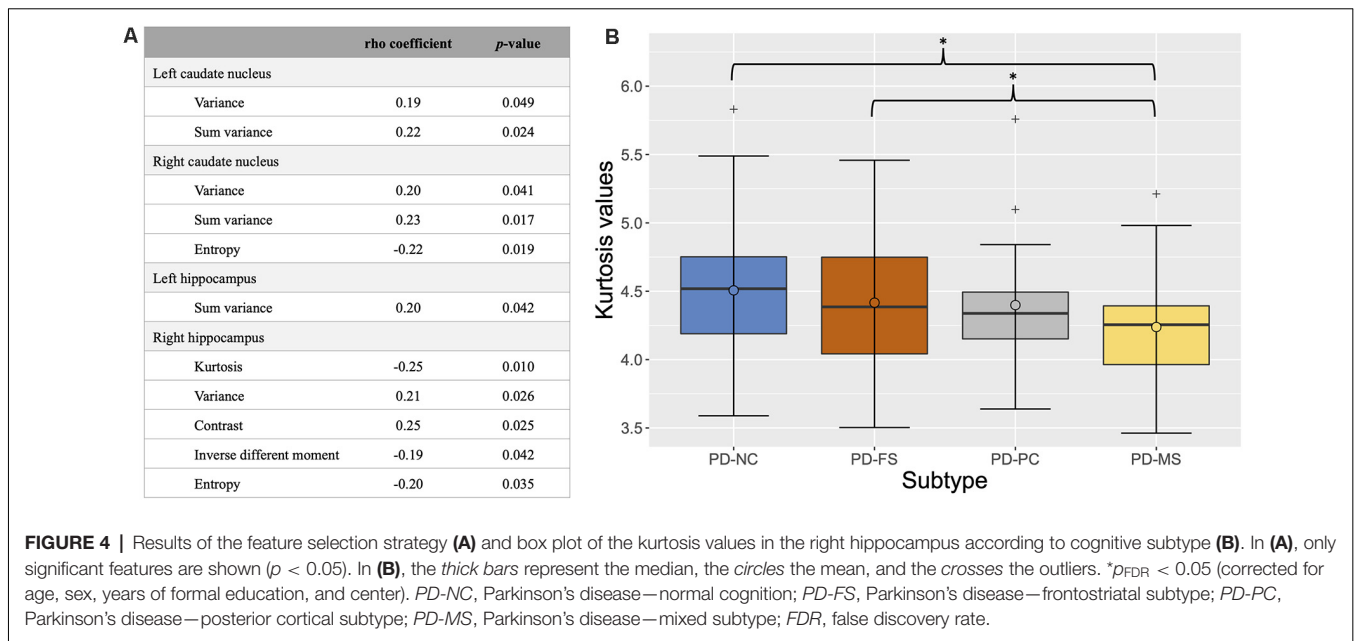 A
rho coefficient p-value
Left caudate nucleus
Variance 0.19 0.049
Sum variance 0.22 0.024
Right caudate nucleus
Variance 0.20 0.041
Sum variance 0.23 0.017
Entropy -0.22 0.019
Left hippocampus
Sum variance 0.20 0.042
Right hippocampus
Kurtosis -0.25 0.010
Variance 0.21 0.026
Contrast 0.25 0.025
Inverse different moment -0.19 0.042
Entropy -0.20 0.035
B
*
*
Kurtosis values
6.0
5.5
5.0
4.5
4.0
3.5
PD-NC PD-FS PD-PC PD-MS
Subtype
FIGURE 4 | Results of the feature selection strategy (A) and box plot of the kurtosis values in the right hippocampus according to cognitive subtype (B). In (A), only
significant features are shown (p < 0.05). In (B), the thick bars represent the median, the circles the mean, and the crosses the outliers. *pFDR < 0.05 (corrected for
age, sex, years of formal education, and center). PD-NC, Parkinson's disease—normal cognition; PD-FS, Parkinson's disease—frontostriatal subtype; PD-PC,
Parkinson's disease—posterior cortical subtype; PD-MS, Parkinson's disease—mixed subtype; FDR, false discovery rate.